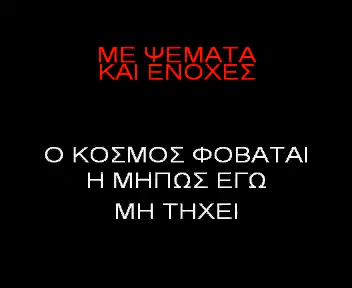 ΜΕ ΨΕΜΑΤΑ
ΚΑΙ ΕΝΟΧΕΣ
Ο ΚΟΣΜΟΣ ΦΟΒΑΤΑΙ
Η ΜΗΠΩΣ ΕΓΩ
ΜΗ ΤΗΧΕΙ